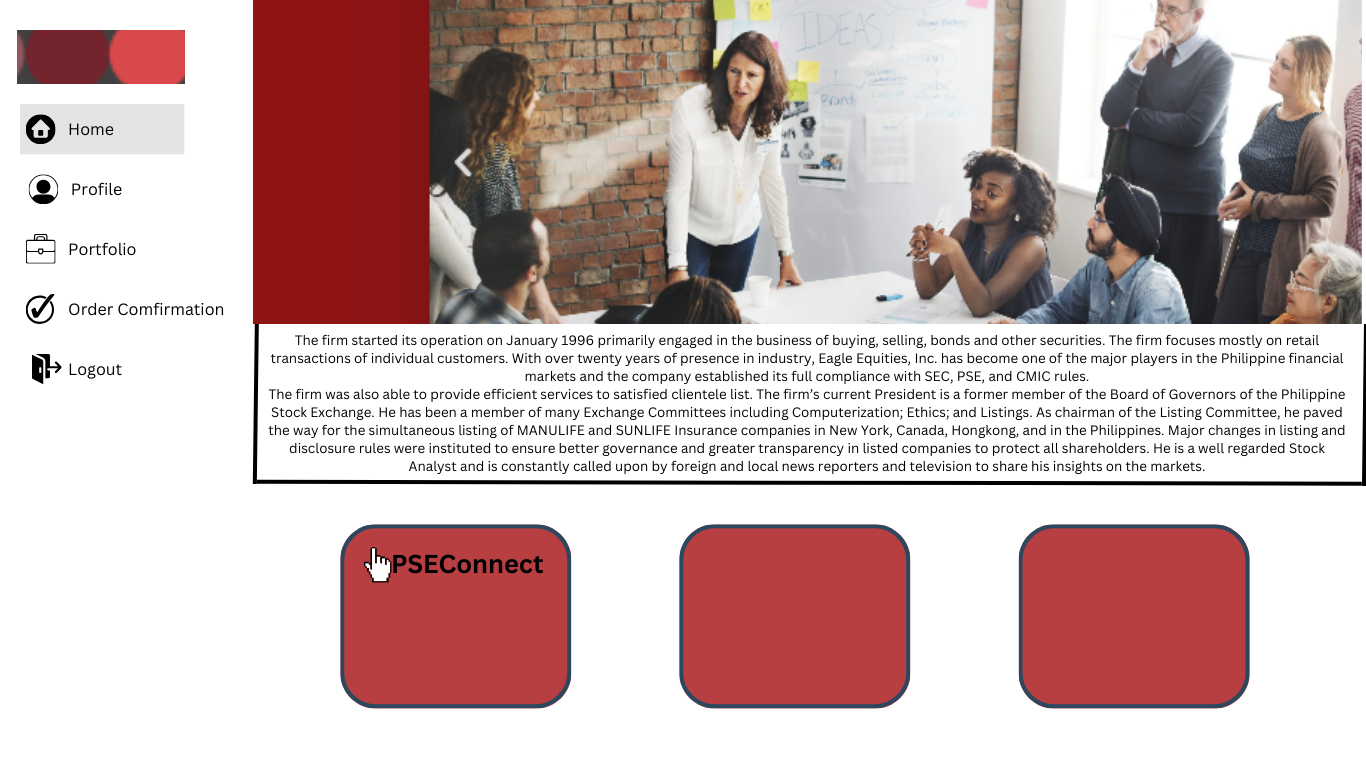 Home
Profile
Portfolio
Order Comfirmation
Logout
IDEAS
Brand
The firm started its operation on January 1996 primarily engaged in the business of buying, selling, bonds and other securities. The firm focuses mostly on retail
transactions of individual customers. With over twenty years of presence in industry, Eagle Equities, Inc. has become one of the major players in the Philippine financial
markets and the company established its full compliance with SEC, PSE, and CMIC rules.
The firm was also able to provide efficient services to satisfied clientele list. The firm's current President is a former member of the Board of Governors of the Philippine
Stock Exchange. He has been a member of many Exchange Committees including Computerization; Ethics; and Listings. As chairman of the Listing Committee, he paved
the way for the simultaneous listing of MANULIFE and SUNLIFE Insurance companies in New York, Canada, Hongkong, and in the Philippines. Major changes in listing and
disclosure rules were instituted to ensure better governance and greater transparency in listed companies to protect all shareholders. He is a well regarded Stock
Analyst and is constantly called upon by foreign and local news reporters and television to share his insights on the markets.
PSEConnect